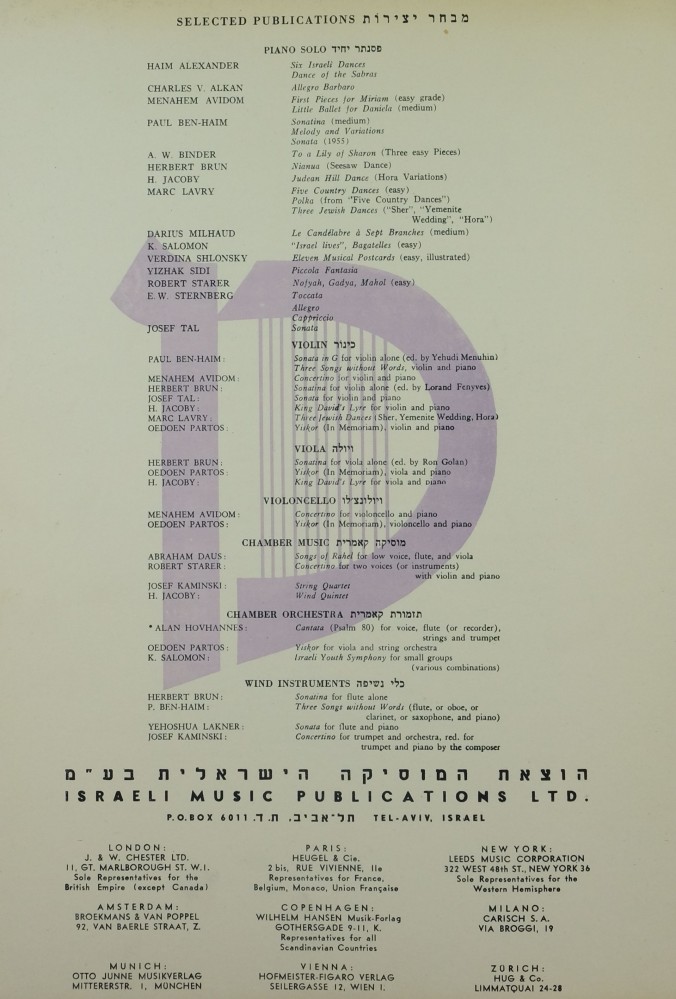 SELECTED PUBLICATIONS מבחר יצירות
PIANO SOLO פסנתר יחיד
HAIM ALEXANDER Six Israeli Dances
Dance of the Sabras
CHARLES V. ALKAN Allegro Barbaro
MENAHEM AVIDOM First Pieces for Miriam (easy grade)
Little Ballet for Daniela (medium)
PAUL BEN-HAIM Sonatina (medium)
Melody and Variations
Sonata (1955)
A. W. BINDER To a Lily of Sharon (Three easy Pieces)
HERBERT BRUN Nianua (Seesaw Dance)
H. JACOBY Judean Hill Dance (Hora Variations)
MARC LAVRY Five Country Dances (easy)
Polka (from "Five Country Dances")
Three Jewish Dances ("Sher", "Yemenite
Wedding", "Hora")
DARIUS MILHAUD Le Candélabre à Sept Branches (medium)
K. SALOMON "Israel lives", Bagatelles (easy)
VERDINA SHLONSKY Eleven Musical Postcards (easy, illustrated)
YIZHAK SIDI Piccola Fantasia
ROBERT STARER Nofyah, Gadya, Mahol (easy)
E. W. STERNBERG Toccata
Allegro
Cappriccio
JOSEF TAL Sonata
VIOLIN כינור
PAUL BEN-HAIM: Sonata in G for violin alone (ed. by Yehudi Menuhin)
Three Songs without Words, violin and piano
MENAHEM AVIDOM: Concertino for violin and piano
HERBERT BRUN: Sonatina for violin alone (ed. by Lorand Fenyves)
JOSEF TAL: Sonata for violin and piano
H. JACOBY: King David's Lyre for violin and piano
MARC LAVRY: Three Jewish Dances (Sher, Yemenite Wedding, Hora)
OEDOEN PARTOS: Yiskor (In Memoriam), violin and piano
VIOLA ויולה
HERBERT BRUN: Sonatina for viola alone (ed. by Ron Golan)
OEDOEN PARTOS: Yiskor (In Memoriam), viola and piano
H. JACOBY: King David's Lyre for viola and piano
VIOLONCELLO ויולונצ'לו
MENAHEM AVIDOM: Concertino for violoncello and piano
OEDOEN PARTOS: Yiskor (In Memoriam), violoncello and piano
CHAMBER MUSIC מוסיקה קאמרית
ABRAHAM DAUS: Songs of Rahel for low voice, flute, and viola
ROBERT STARER: Concertino for two voices (or instruments)
with violin and piano
JOSEF KAMINSKI: String Quartet
H. JACOBY: Wind Quintet
CHAMBER ORCHESTRA תזמורת קאמרית
* ALAN HOVHANNES: Cantata (Psalm 80) for voice, flute (or recorder),
strings and trumpet
OEDOEN PARTOS: Yiskor for viola and string orchestra
K. SALOMON: Israeli Youth Symphony for small groups
(various combinations)
WIND INSTRUMENTS כלי נשיפה
HERBERT BRUN: Sonatina for flute alone
P. BEN-HAIM: Three Songs without Words (flute, or oboe, or
clarinet, or saxophone, and piano)
YEHOSHUA LAKNER: Sonata for flute and piano
JOSEF KAMINSKI: Concertino for trumpet and orchestra, red. for
trumpet and piano by the composer
הוצאת המוסיקה הישראלית בע"מ
ISRAELI MUSIC PUBLICATIONS LTD.
P.O.BOX 6011 .תל־אביב, ת.ד TEL-AVIV, ISRAEL
LONDON:
J. & W. CHESTER LTD.
11, GT. MARLBOROUGH ST. W.1.
Sole Representatives for the
British Empire (except Canada)
PARIS:
HEUGEL & Cie.
2 bis, RUE VIVIENNE, IIe
Representatives for France,
Belgium, Monaco, Union Française
NEW YORK:
LEEDS MUSIC CORPORATION
322 WEST 48th ST., NEW YORK 36
Sole Representatives for the
Western Hemisphere
AMSTERDAM:
BROEKMANS & VAN POPPEL
92, VAN BAERLE STRAAT, Z.
COPENHAGEN:
WILHELM HANSEN Musik-Forlag
GOTHERSGADE 9-11, K.
Representatives for all
Scandinavian Countries
MILANO:
CARISCH S. A.
VIA BROGGI, 19
MUNICH:
OTTO JUNNE MUSIKVERLAG
MITTERERSTR. 1, MÜNCHEN
VIENNA:
HOFMEISTER-FIGARO VERLAG
SEILERGASSE 12, WIEN I.
ZÜRICH:
HUG & Co.
LIMMATQUAI 24-28